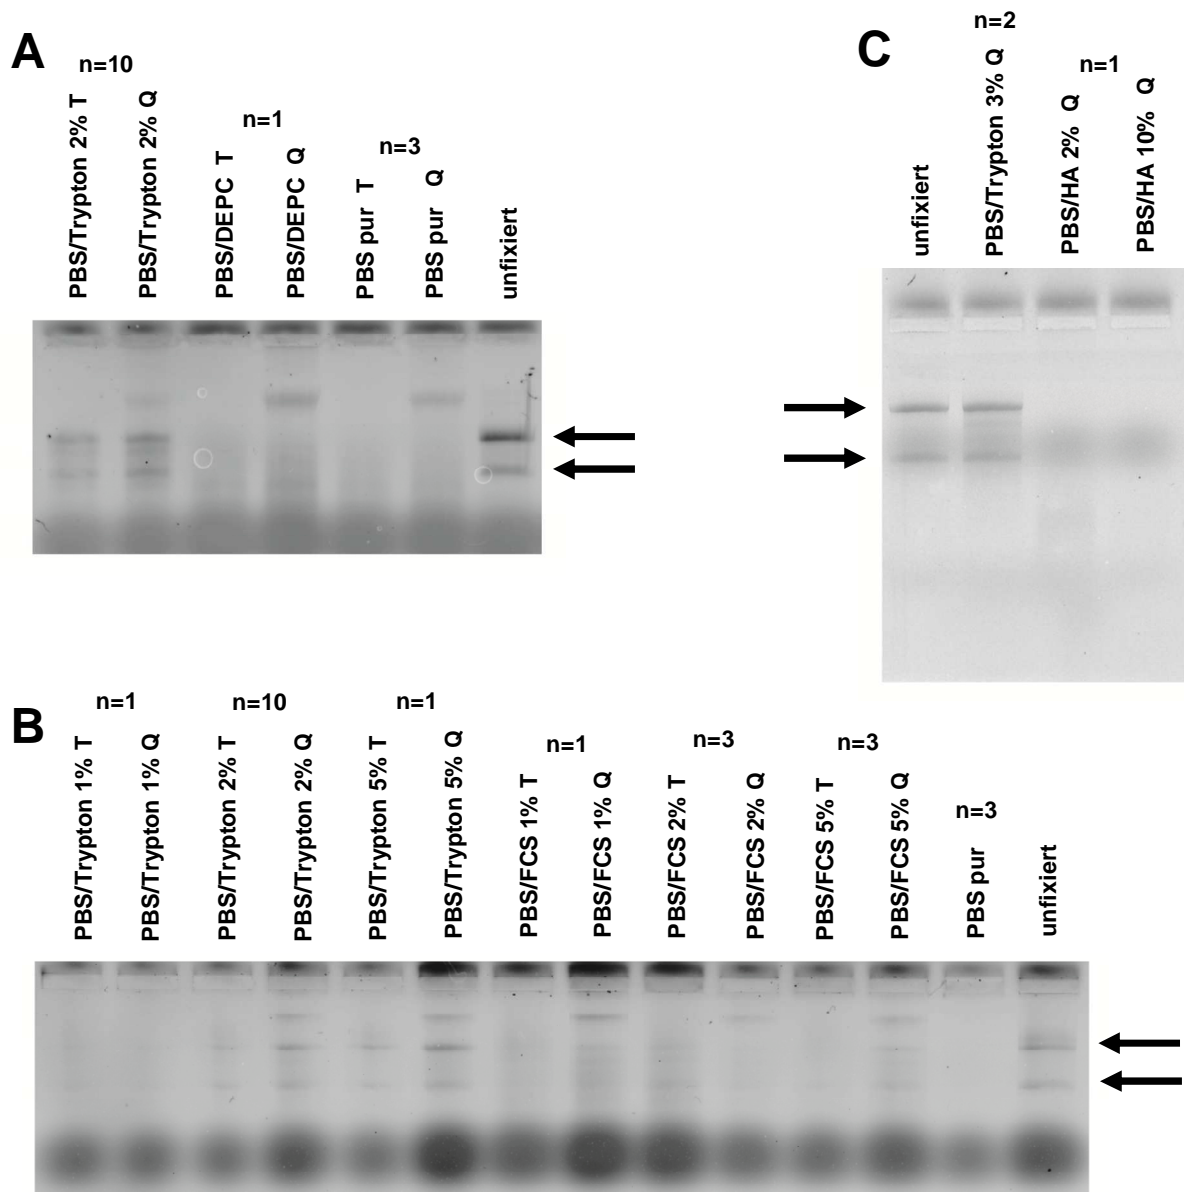 A
n=10
PBS/Trypton 2% T
PBS/Trypton 2% Q
n=1
PBS/DEPC T
PBS/DEPC Q
n=3
PBS pur T
PBS pur Q
unfixiert
C
n=2
n=1
unfixiert
PBS/Trypton 3% Q
PBS/HA 2% Q
PBS/HA 10% Q
B
n=1
PBS/Trypton 1% T
PBS/Trypton 1% Q
n=10
PBS/Trypton 2% T
PBS/Trypton 2% Q
n=1
PBS/Trypton 5% T
PBS/Trypton 5% Q
n=1
PBS/FCS 1% T
PBS/FCS 1% Q
n=3
PBS/FCS 2% T
PBS/FCS 2% Q
n=3
PBS/FCS 5% T
PBS/FCS 5% Q
n=3
PBS pur
unfixiert